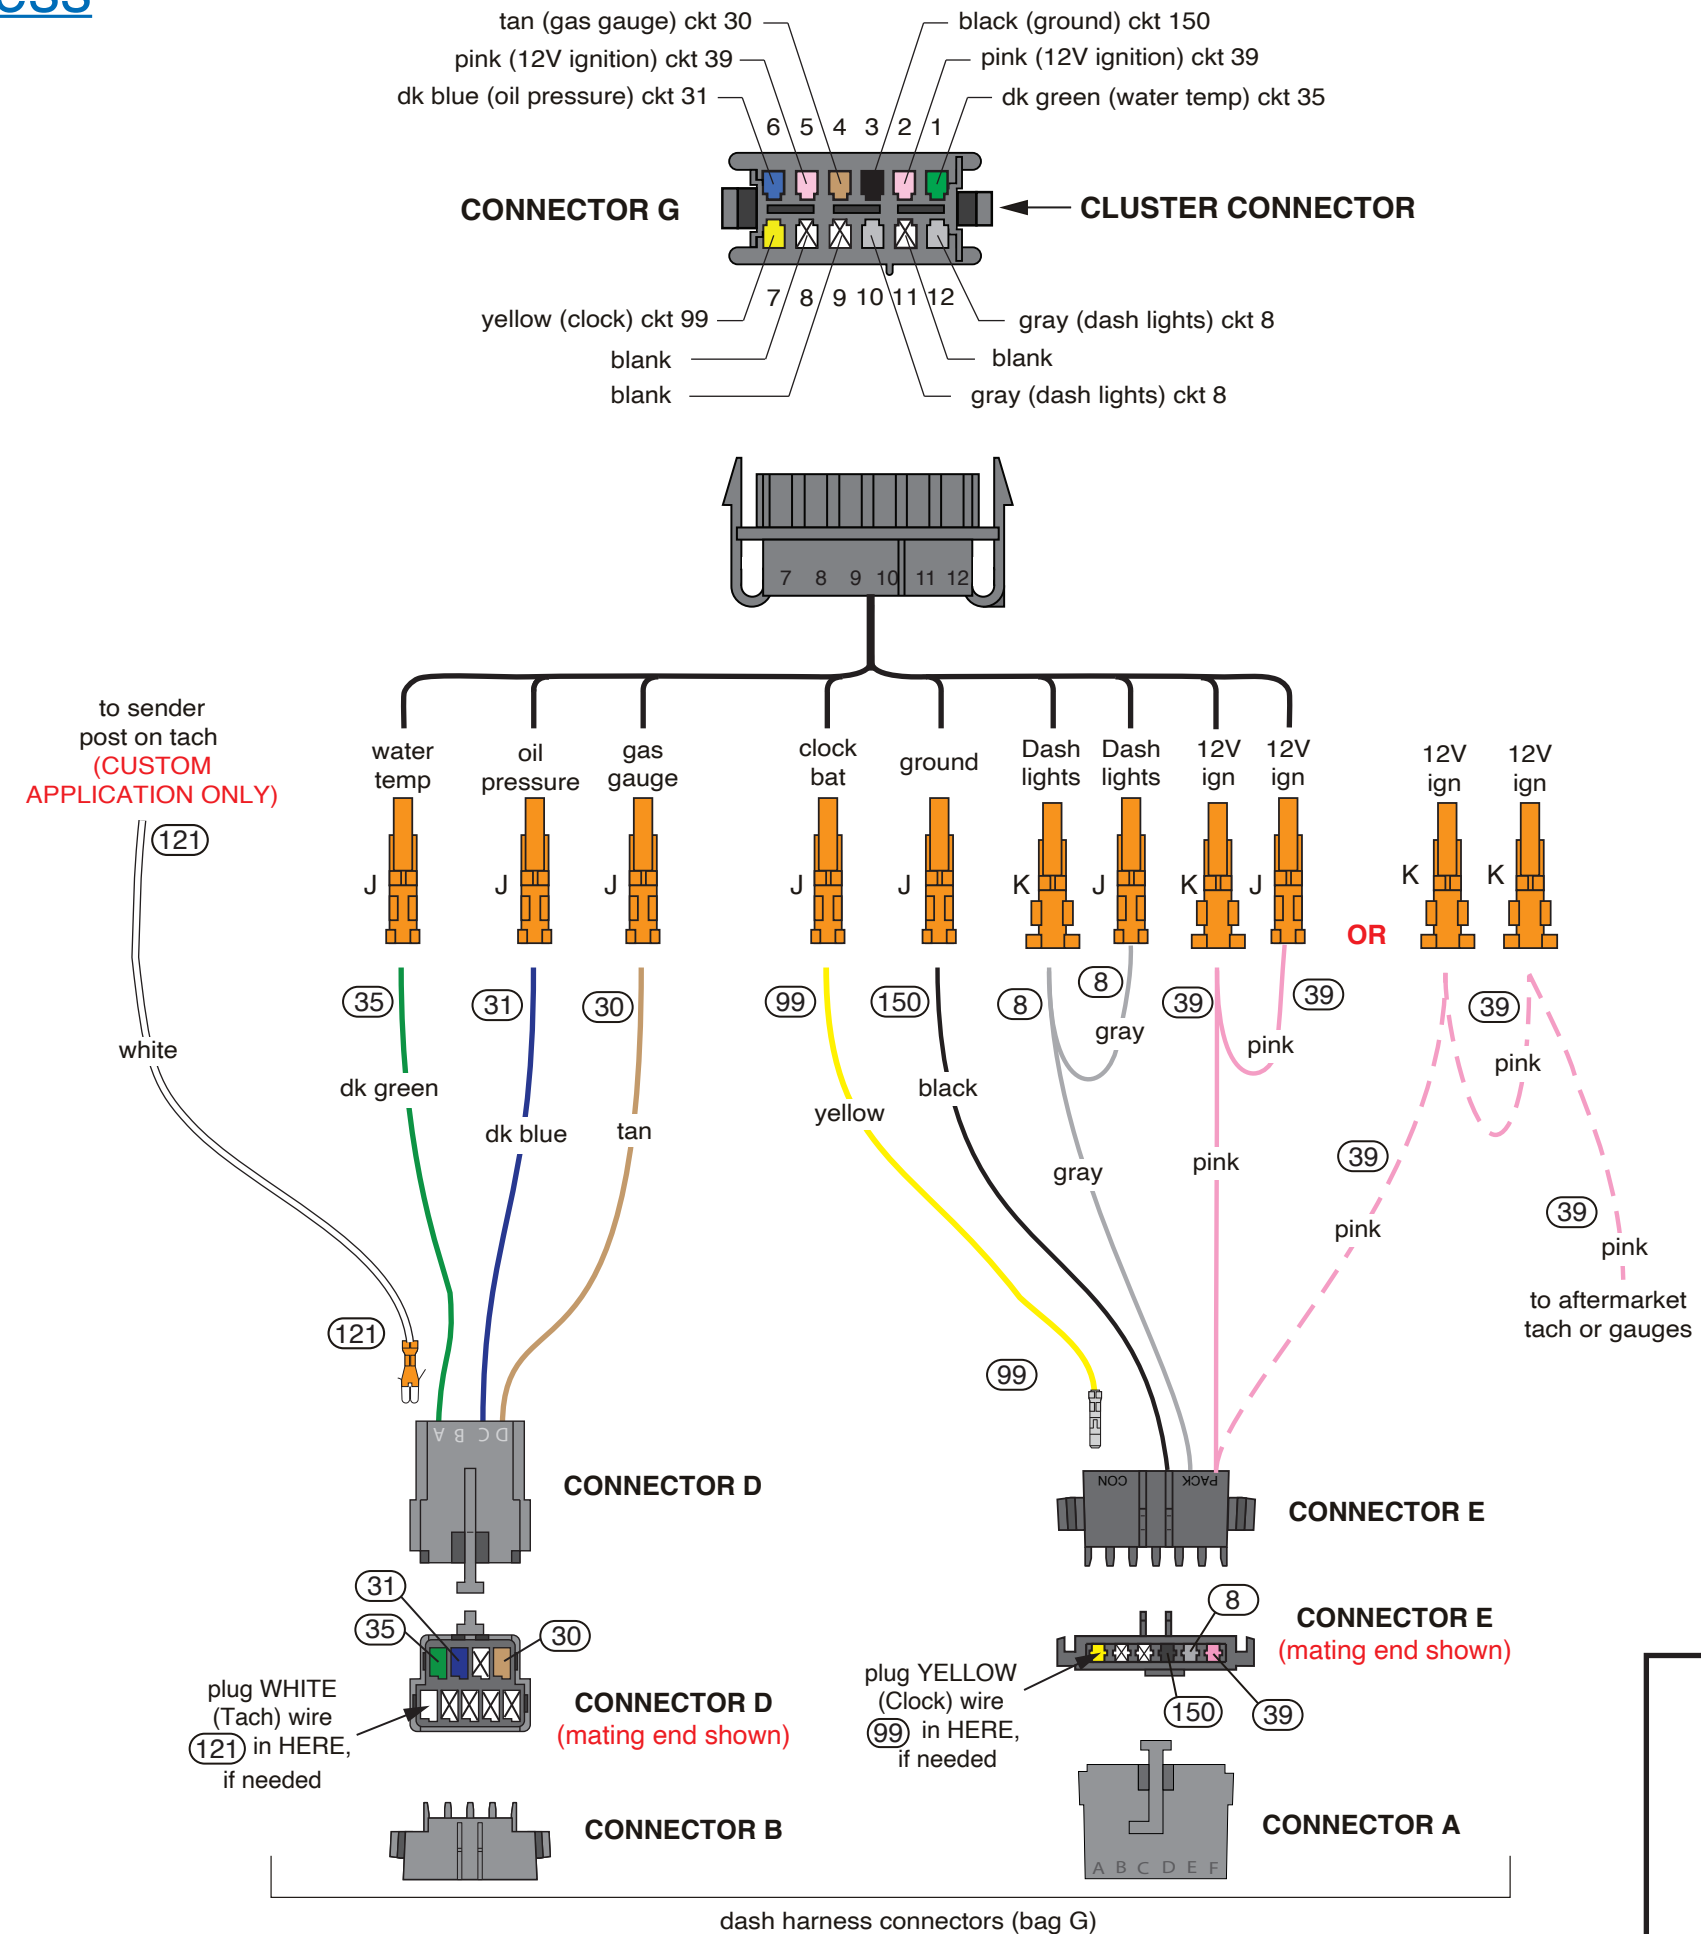 tan (gas gauge) ckt 30
black (ground) ckt 150
pink (12V ignition) ckt 39
pink (12V ignition) ckt 39
dk blue (oil pressure) ckt 31
dk green (water temp) ckt 35
6 5 4 3 2 1
CONNECTOR G
CLUSTER CONNECTOR
7 8 9 10 11 12
yellow (clock) ckt 99
gray (dash lights) ckt 8
blank
blank
blank
gray (dash lights) ckt 8
7 8 9 10 11 12
to sender
post on tach
(CUSTOM
APPLICATION ONLY)
121
water
temp
oil
pressure
gas
gauge
clock
bat
ground
Dash
lights
Dash
lights
12V
ign
12V
ign
12V
ign
12V
ign
J
J
J
J
J
K
J
K
J
OR
K
K
35
31
30
99
150
8
8
39
39
39
white
dk green
dk blue
tan
yellow
black
gray
gray
pink
pink
pink
39
pink
39
pink
to aftermarket
tach or gauges
121
99
A B C D
CONNECTOR D
CON PACK
CONNECTOR E
31
35
30
plug WHITE
(Tach) wire
121 in HERE,
if needed
CONNECTOR D
(mating end shown)
8
CONNECTOR E
(mating end shown)
plug YELLOW
(Clock) wire
99 in HERE,
if needed
150
39
CONNECTOR B
CONNECTOR A
A B C D E F
dash harness connectors (bag G)